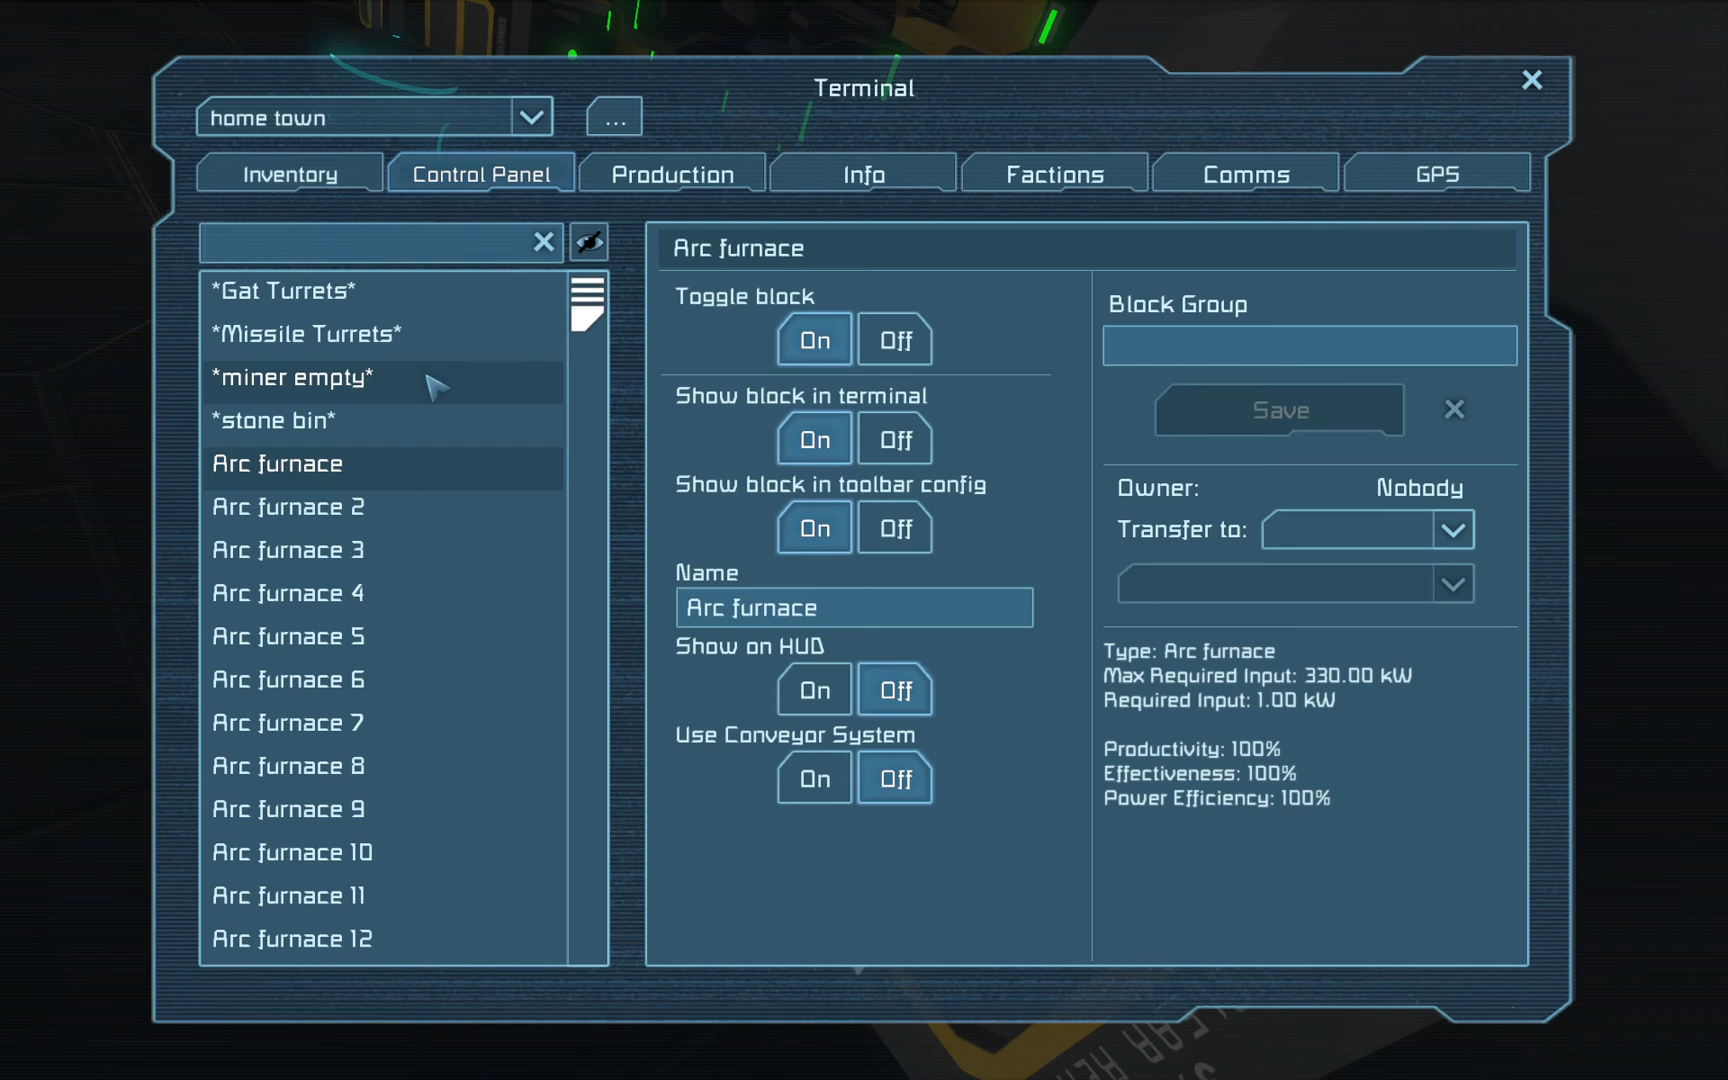 Terminal
home town
...
Inventory
Control Panel
Production
Info
Factions
Comms
GPS
*Gat Turrets*
*Missile Turrets*
*miner empty*
*stone bin*
Arc furnace
Arc furnace 2
Arc furnace 3
Arc furnace 4
Arc furnace 5
Arc furnace 6
Arc furnace 7
Arc furnace 8
Arc furnace 9
Arc furnace 10
Arc furnace 11
Arc furnace 12
Arc furnace
Toggle block
On Off
Show block in terminal
On Off
Show block in toolbar config
On Off
Name
Arc furnace
Show on HUD
On Off
Use Conveyor System
On Off
Block Group
Save
Owner: Nobody
Transfer to:
Type: Arc furnace
Max Required Input: 330.00 kW
Required Input: 1.00 kW
Productivity: 100%
Effectiveness: 100%
Power Efficiency: 100%